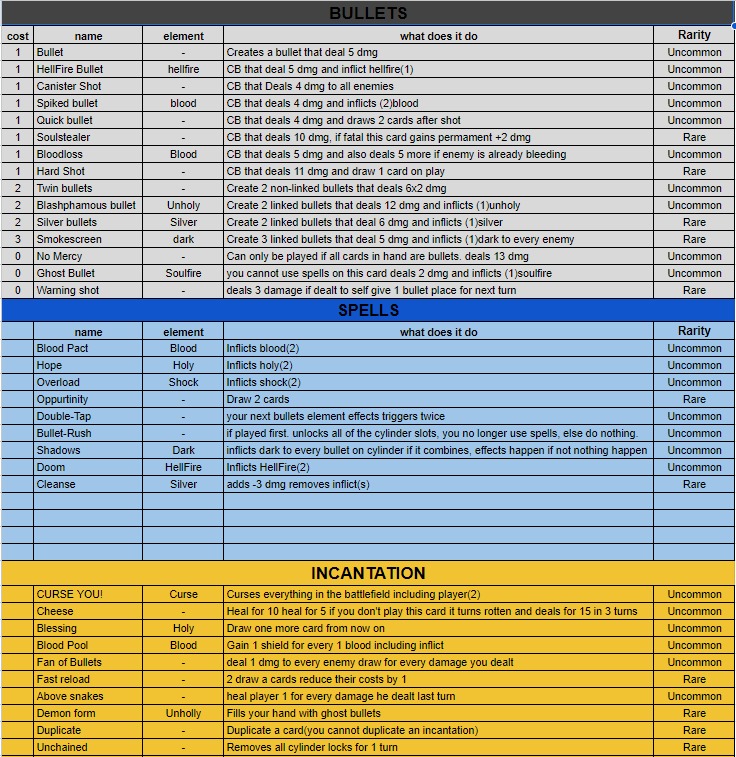 BULLETS
cost name element what does it do Rarity
1 Bullet - Creates a bullet that deal 5 dmg Uncommon
1 HellFire Bullet hellfire CB that deal 5 dmg and inflict hellfire(1) Uncommon
1 Canister Shot - CB that Deals 4 dmg to all enemies Uncommon
1 Spiked bullet blood CB that deals 4 dmg and inflicts (2)blood Uncommon
1 Quick bullet - CB that deals 4 dmg and draws 2 cards after shot Uncommon
1 Soulstealer - CB that deals 10 dmg, if fatal this card gains permament +2 dmg Rare
1 Bloodloss Blood CB that deals 5 dmg and also deals 5 more if enemy is already bleeding Uncommon
1 Hard Shot - CB that deals 11 dmg and draw 1 card on play Rare
2 Twin bullets - Create 2 non-linked bullets that deals 6x2 dmg Uncommon
2 Blashphamous bullet Unholy Create 2 linked bullets that deals 12 dmg and inflicts (1)unholy Uncommon
2 Silver bullets Silver Create 2 linked bullets that deal 6 dmg and inflicts (1)silver Rare
3 Smokescreen dark Create 3 linked bullets that deal 5 dmg and inflicts (1)dark to every enemy Rare
0 No Mercy - Can only be played if all cards in hand are bullets. deals 13 dmg Uncommon
0 Ghost Bullet Soulfire you cannot use spells on this card deals 2 dmg and inflicts (1)soulfire Uncommon
0 Warning shot - deals 3 damage if dealt to self give 1 bullet place for next turn Rare
SPELLS
name element what does it do Rarity
Blood Pact Blood Inflicts blood(2) Uncommon
Hope Holy Inflicts holy(2) Uncommon
Overload Shock Inflicts shock(2) Uncommon
Oppurtinity - Draw 2 cards Rare
Double-Tap - your next bullets element effects triggers twice Uncommon
Bullet-Rush - if played first. unlocks all of the cylinder slots, you no longer use spells, else do nothing. Uncommon
Shadows Dark inflicts dark to every bullet on cylinder if it combines, effects happen if not nothing happen Uncommon
Doom HellFire Inflicts HellFire(2) Uncommon
Cleanse Silver adds -3 dmg removes inflict(s) Rare
INCANTATION
CURSE YOU! Curse Curses everything in the battlefield including player(2) Uncommon
Cheese - Heal for 10 heal for 5 if you don't play this card it turns rotten and deals for 15 in 3 turns Uncommon
Blessing Holy Draw one more card from now on Uncommon
Blood Pool Blood Gain 1 shield for every 1 blood including inflict Uncommon
Fan of Bullets - deal 1 dmg to every enemy draw for every damage you dealt Uncommon
Fast reload - 2 draw a cards reduce their costs by 1 Rare
Above snakes - heal player 1 for every damage he dealt last turn Uncommon
Demon form Unholly Fills your hand with ghost bullets Rare
Duplicate - Duplicate a card(you cannot duplicate an incantation) Rare
Unchained - Removes all cylinder locks for 1 turn Rare